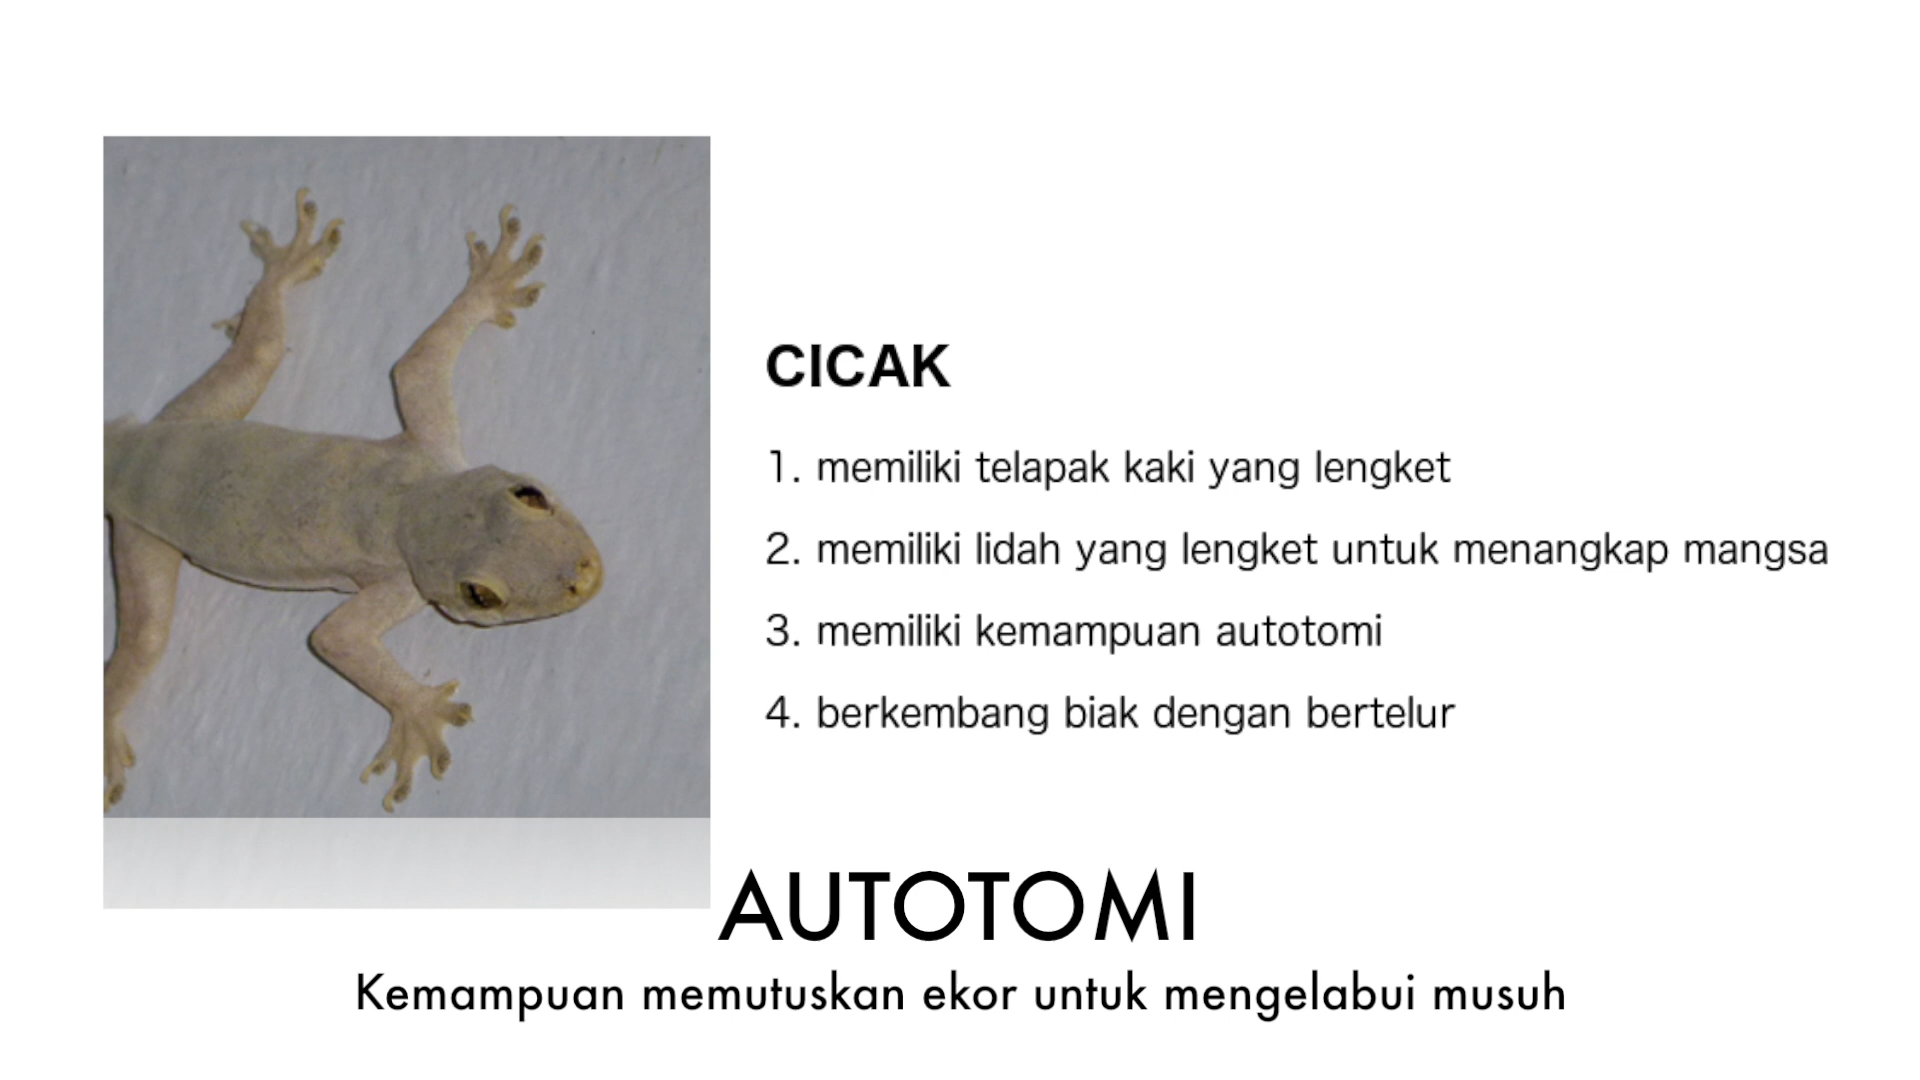 CICAK
1. memiliki telapak kaki yang lengket
2. memiliki lidah yang lengket untuk menangkap mangsa
3. memiliki kemampuan autotomi
4. berkembang biak dengan bertelur
AUTOTOMI
Kemampuan memutuskan ekor untuk mengelabui musuh